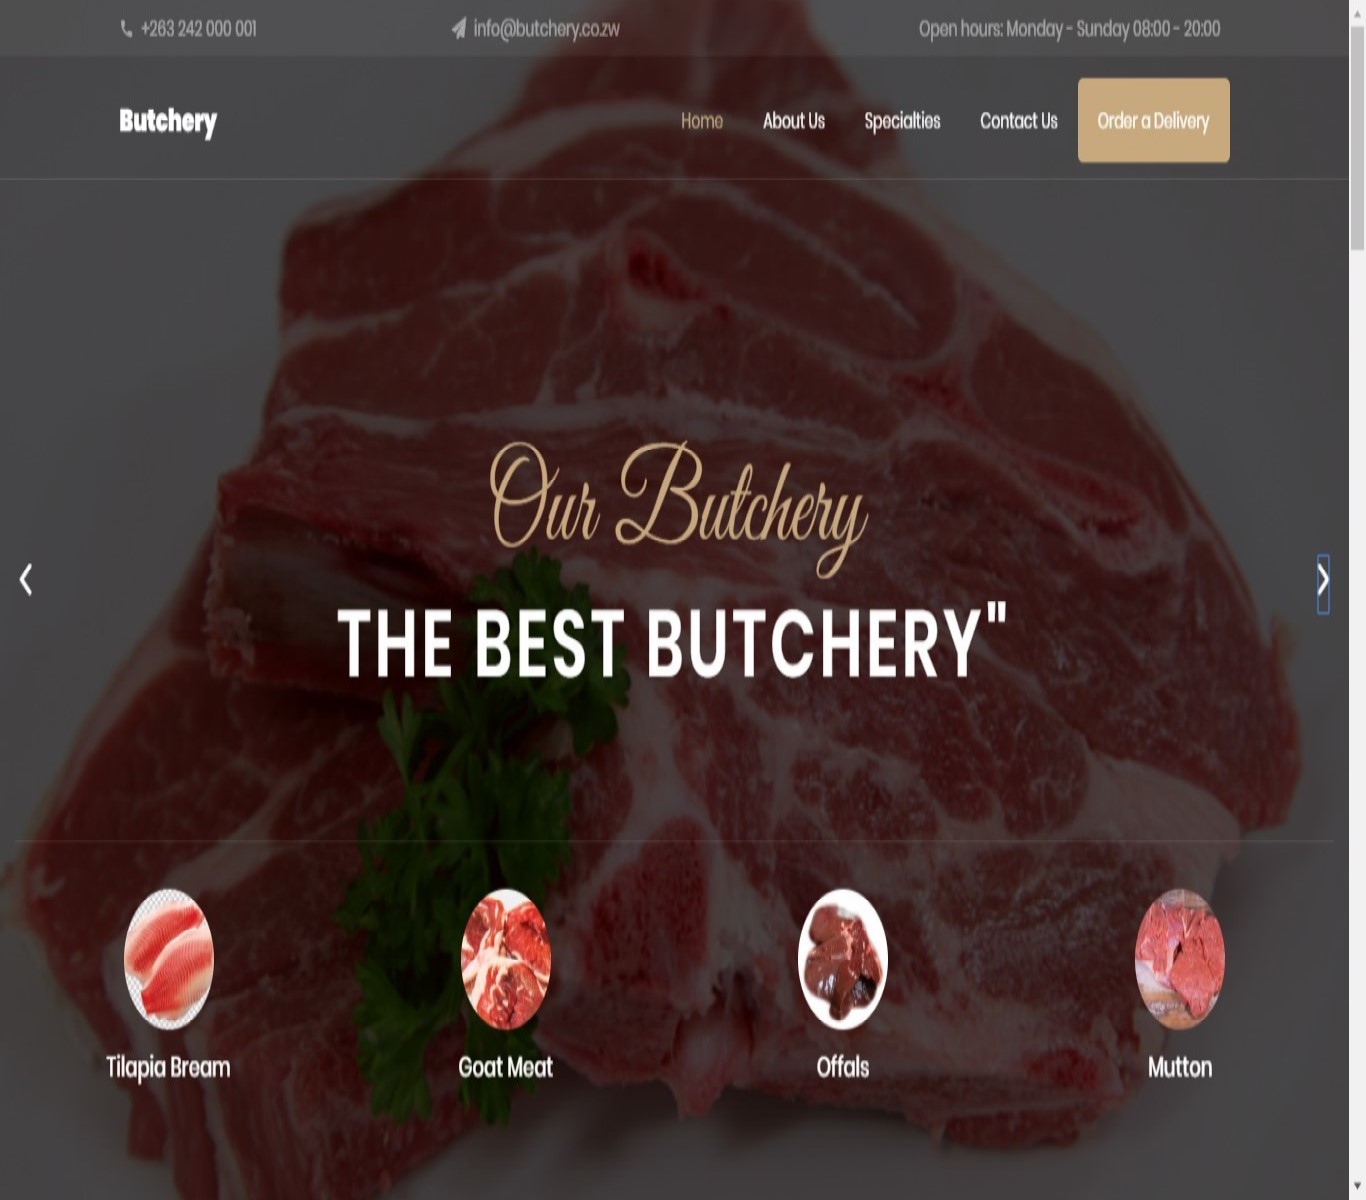 +263 242 000 001 info@butchery.co.zw Open hours: Monday - Sunday 08:00 - 20:00
Butchery Home About Us Specialties Contact Us Order a Delivery
Our Butchery
THE BEST BUTCHERY"
Tilapia Bream Goat Meat Offals Mutton